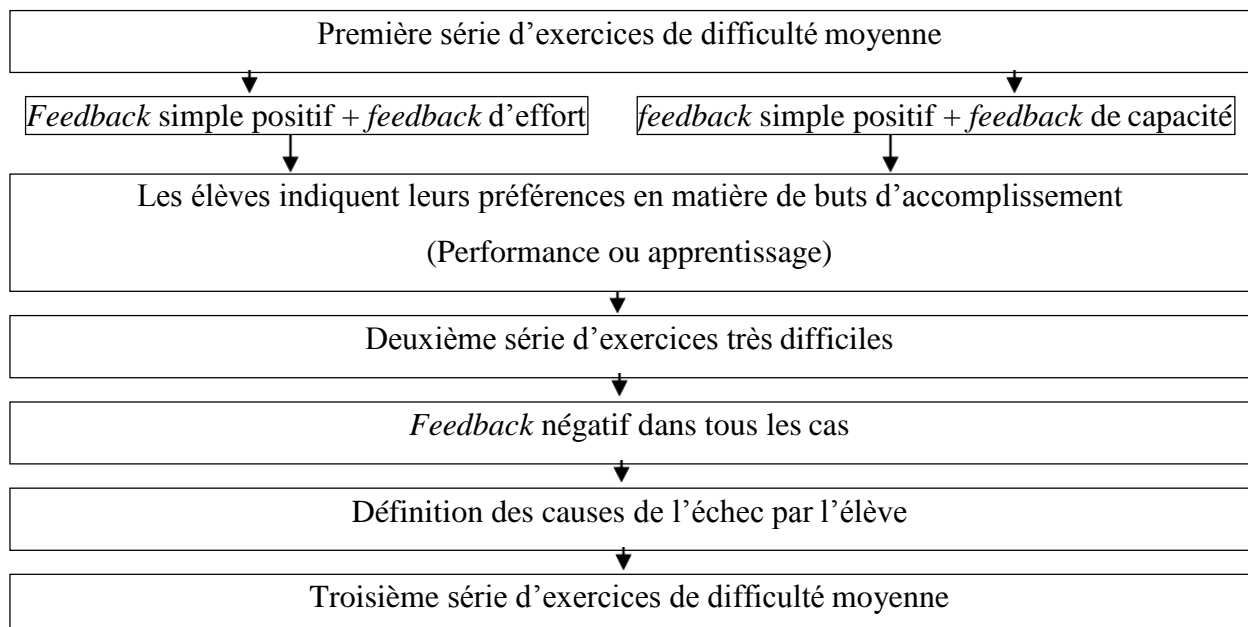 Première série d’exercices de difficulté moyenne
Feedback simple positif + feedback d’effort
feedback simple positif + feedback de capacité
Les élèves indiquent leurs préférences en matière de buts d’accomplissement
(Performance ou apprentissage)
Deuxième série d’exercices très difficiles
Feedback négatif dans tous les cas
Définition des causes de l’échec par l’élève
Troisième série d’exercices de difficulté moyenne